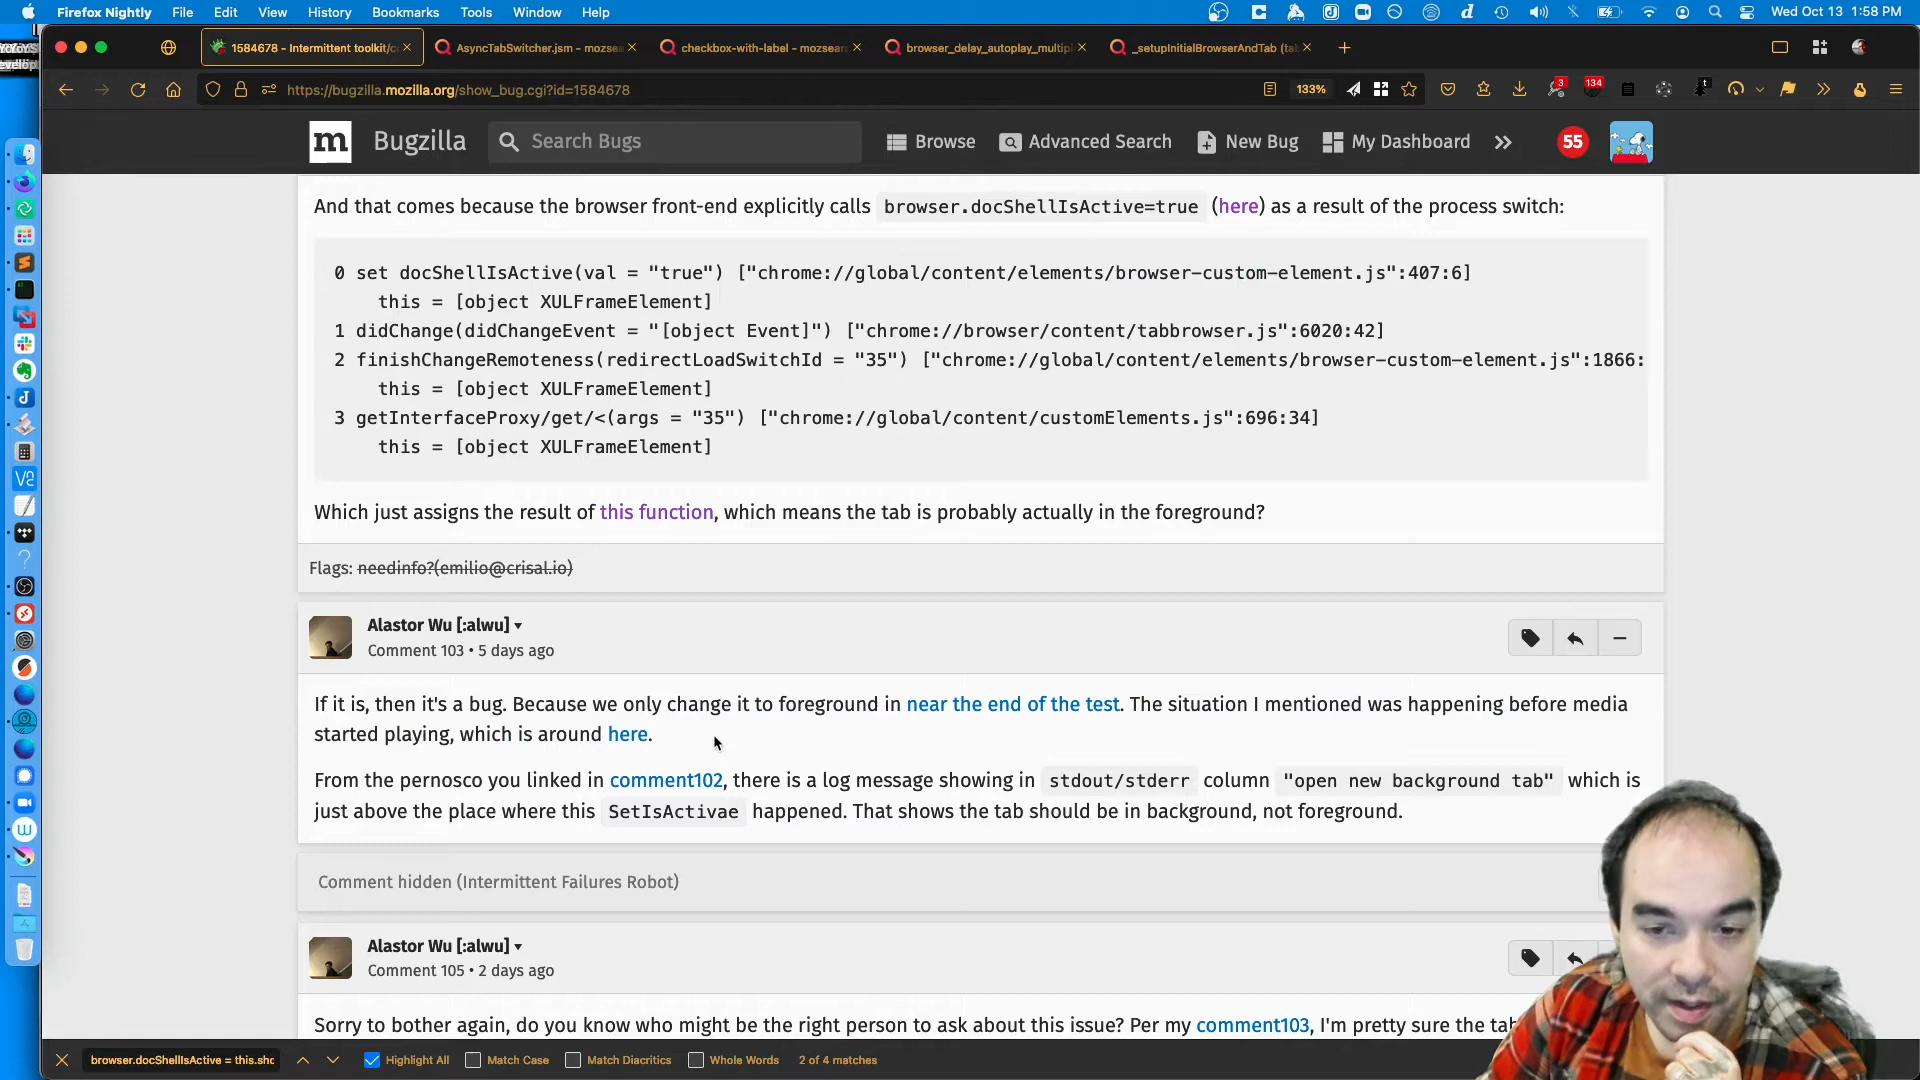 Firefox Nightly File Edit View History Bookmarks Tools Window Help Wed Oct 13 1:58 PM
1584678 - Intermittent toolkit/c AsyncTabSwitcher.jsm - mozsea checkbox-with-label - mozsear browser_delay_autoplay_multipl _setupInitialBrowserAndTab (ta
https://bugzilla.mozilla.org/show_bug.cgi?id=1584678 133% 3 134
m Bugzilla Search Bugs Browse Advanced Search New Bug My Dashboard 55
And that comes because the browser front-end explicitly calls browser.docShellIsActive=true (here) as a result of the process switch:
0 set docShellIsActive(val = "true") ["chrome://global/content/elements/browser-custom-element.js":407:6]
this = [object XULFrameElement]
1 didChange(didChangeEvent = "[object Event]") ["chrome://browser/content/tabbrowser.js":6020:42]
2 finishChangeRemoteness(redirectLoadSwitchId = "35") ["chrome://global/content/elements/browser-custom-element.js":1866:
this = [object XULFrameElement]
3 getInterfaceProxy/get/<(args = "35") ["chrome://global/content/customElements.js":696:34]
this = [object XULFrameElement]
Which just assigns the result of this function, which means the tab is probably actually in the foreground?
Flags: needinfo?(emilio@crisal.io)
Alastor Wu [:alwu]
Comment 103 • 5 days ago
If it is, then it's a bug. Because we only change it to foreground in near the end of the test. The situation I mentioned was happening before media
started playing, which is around here.
From the pernosco you linked in comment102, there is a log message showing in stdout/stderr column "open new background tab" which is
just above the place where this SetIsActivae happened. That shows the tab should be in background, not foreground.
Comment hidden (Intermittent Failures Robot)
Alastor Wu [:alwu]
Comment 105 • 2 days ago
Sorry to bother again, do you know who might be the right person to ask about this issue? Per my comment103, I'm pretty sure the tab
browser.docShellIsActive = this.sho Highlight All Match Case Match Diacritics Whole Words 2 of 4 matches